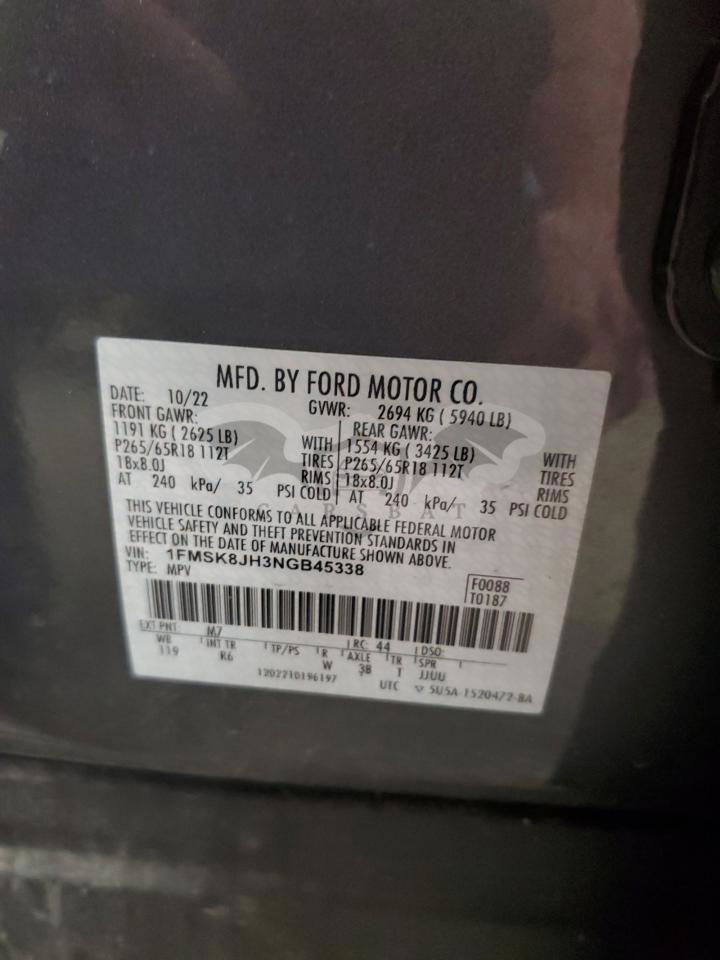 MFD. BY FORD MOTOR CO.
DATE: 10/22 GVWR: 2694 KG ( 5940 LB)
FRONT GAWR: REAR GAWR:
1191 KG ( 2625 LB) WITH 1554 KG ( 3425 LB) WITH
P265/65R18 112T TIRES P265/65R18 112T TIRES
18x8.0J RIMS 18x8.0J RIMS
AT 240 kPa/ 35 PSI COLD AT 240 kPa/ 35 PSI COLD
CARSBAT
THIS VEHICLE CONFORMS TO ALL APPLICABLE FEDERAL MOTOR
VEHICLE SAFETY AND THEFT PREVENTION STANDARDS IN
EFFECT ON THE DATE OF MANUFACTURE SHOWN ABOVE.
VIN: 1FMSK8JH3NGB45338
TYPE: MPV
F0088
T0187
EXT PNT: M7 RC: 44 DSO:
WB INT TR TP/PS R AXLE TR SPR
119 R6 W 38 T JJUU
1202210196197 UTC ▽ 5U5A-1520472-BA